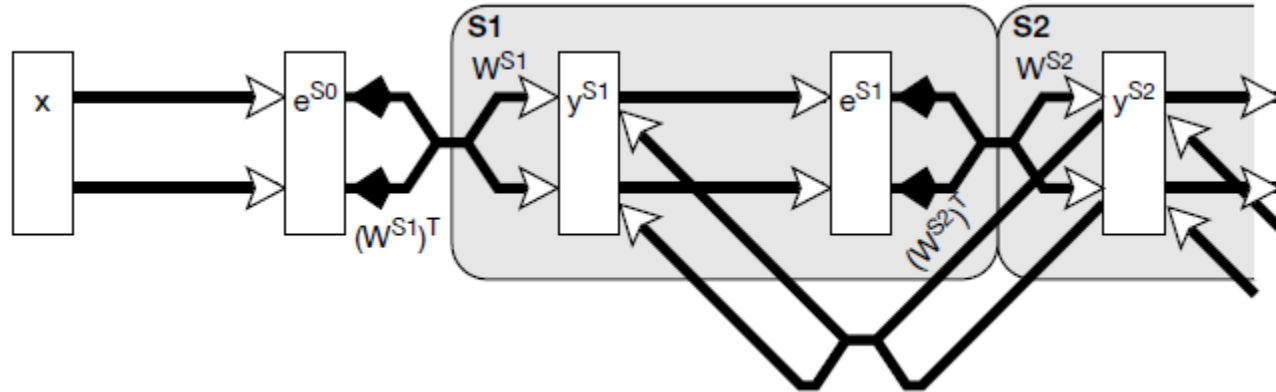 S1
S2
W^S1
W^S2
x
e^S0
y^S1
e^S1
y^S2
(W^S1)^T
(W^S2)^T